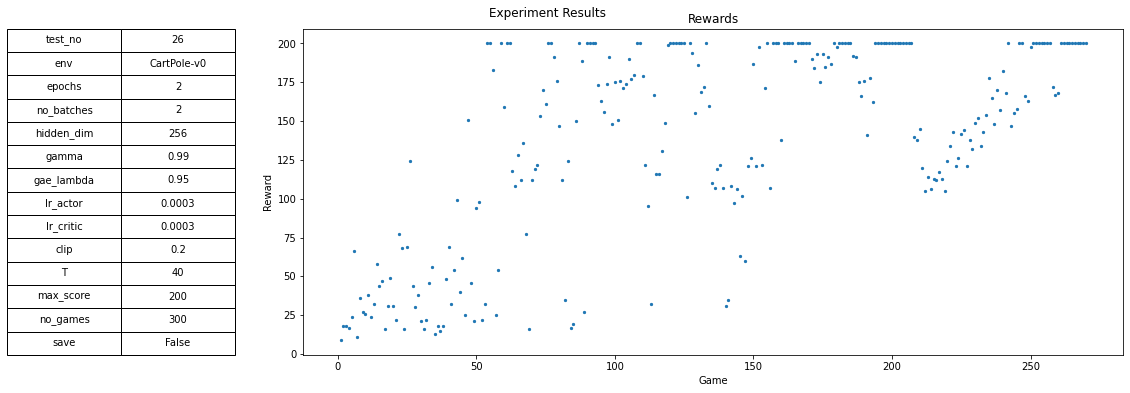 Experiment Results
test_no 26
env CartPole-v0
epochs 2
no_batches 2
hidden_dim 256
gamma 0.99
gae_lambda 0.95
lr_actor 0.0003
lr_critic 0.0003
clip 0.2
T 40
max_score 200
no_games 300
save False
Rewards
Reward
200
175
150
125
100
75
50
25
0
0 50 100 150 200 250
Game